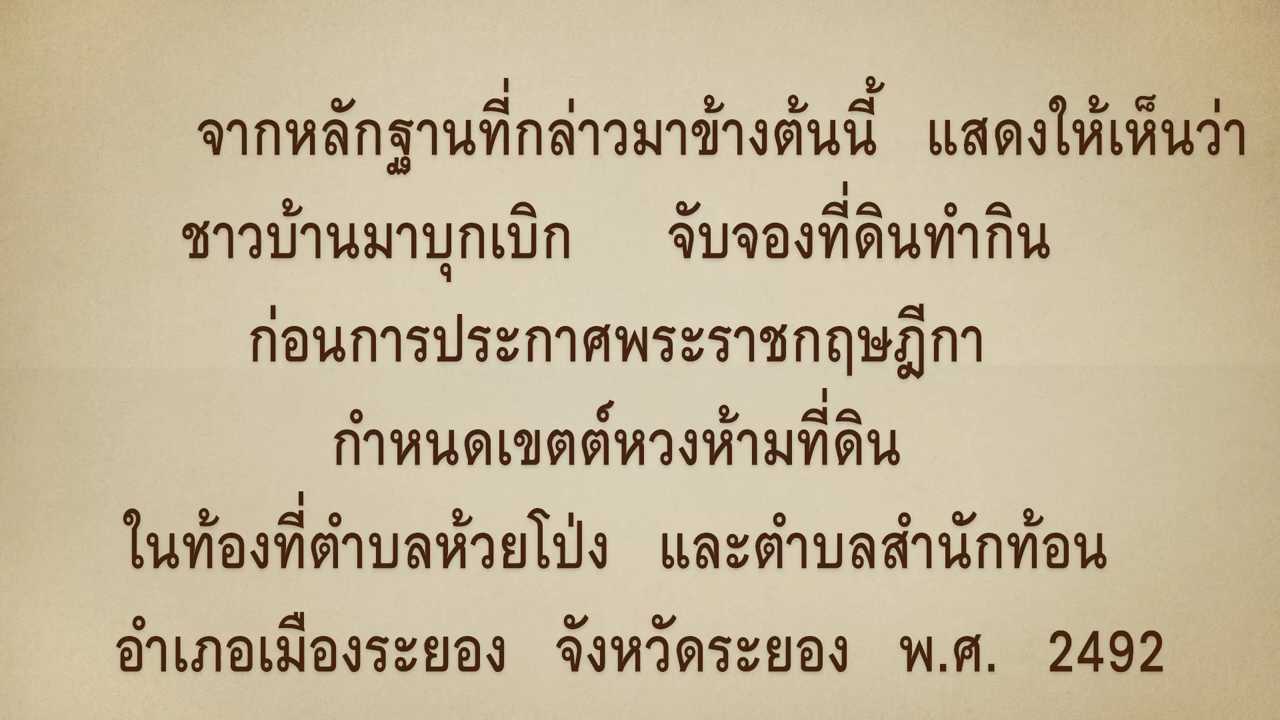 จากหลักฐานที่กล่าวมาข้างต้นนี้ แสดงให้เห็นว่า
ชาวบ้านมาบุกเบิก จับจองที่ดินทำกิน
ก่อนการประกาศพระราชกฤษฎีกา
กำหนดเขตต์หวงห้ามที่ดิน
ในท้องที่ตำบลห้วยโป่ง และตำบลสำนักท้อน
อำเภอเมืองระยอง จังหวัดระยอง พ.ศ. 2492